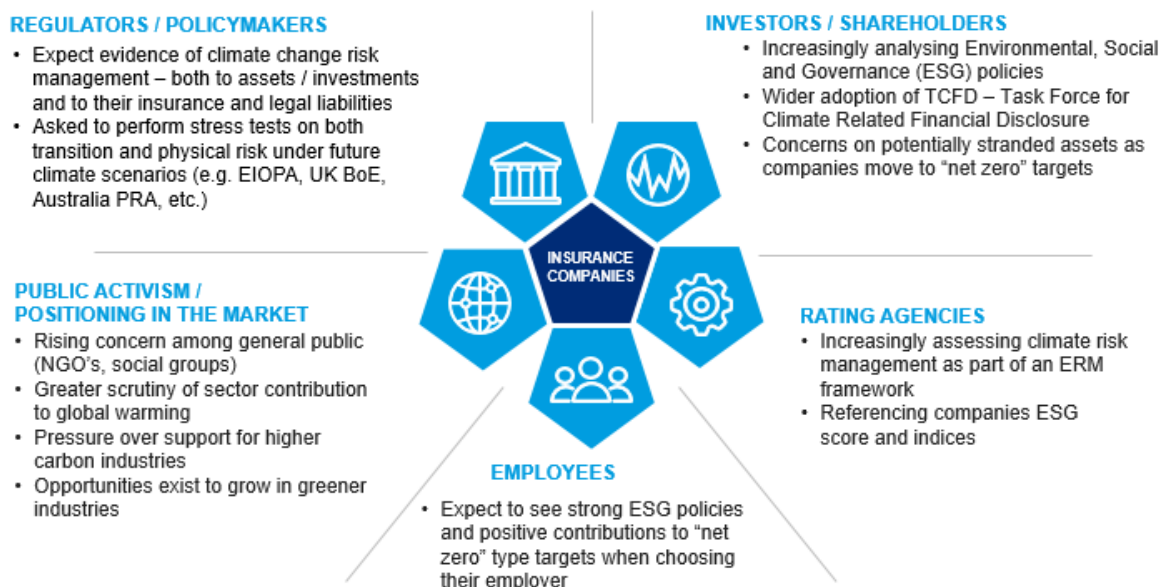 REGULATORS / POLICYMAKERS
• Expect evidence of climate change risk
management – both to assets / investments
and to their insurance and legal liabilities
• Asked to perform stress tests on both
transition and physical risk under future
climate scenarios (e.g. EIOPA, UK BoE,
Australia PRA, etc.)
INVESTORS / SHAREHOLDERS
• Increasingly analysing Environmental, Social
and Governance (ESG) policies
• Wider adoption of TCFD – Task Force for
Climate Related Financial Disclosure
• Concerns on potentially stranded assets as
companies move to “net zero” targets
INSURANCE
COMPANIES
PUBLIC ACTIVISM /
POSITIONING IN THE MARKET
• Rising concern among general public
(NGO’s, social groups)
• Greater scrutiny of sector contribution
to global warming
• Pressure over support for higher
carbon industries
• Opportunities exist to grow in greener
industries
RATING AGENCIES
• Increasingly assessing climate risk
management as part of an ERM
framework
• Referencing companies ESG
score and indices
EMPLOYEES
• Expect to see strong ESG policies
and positive contributions to “net
zero” type targets when choosing
their employer